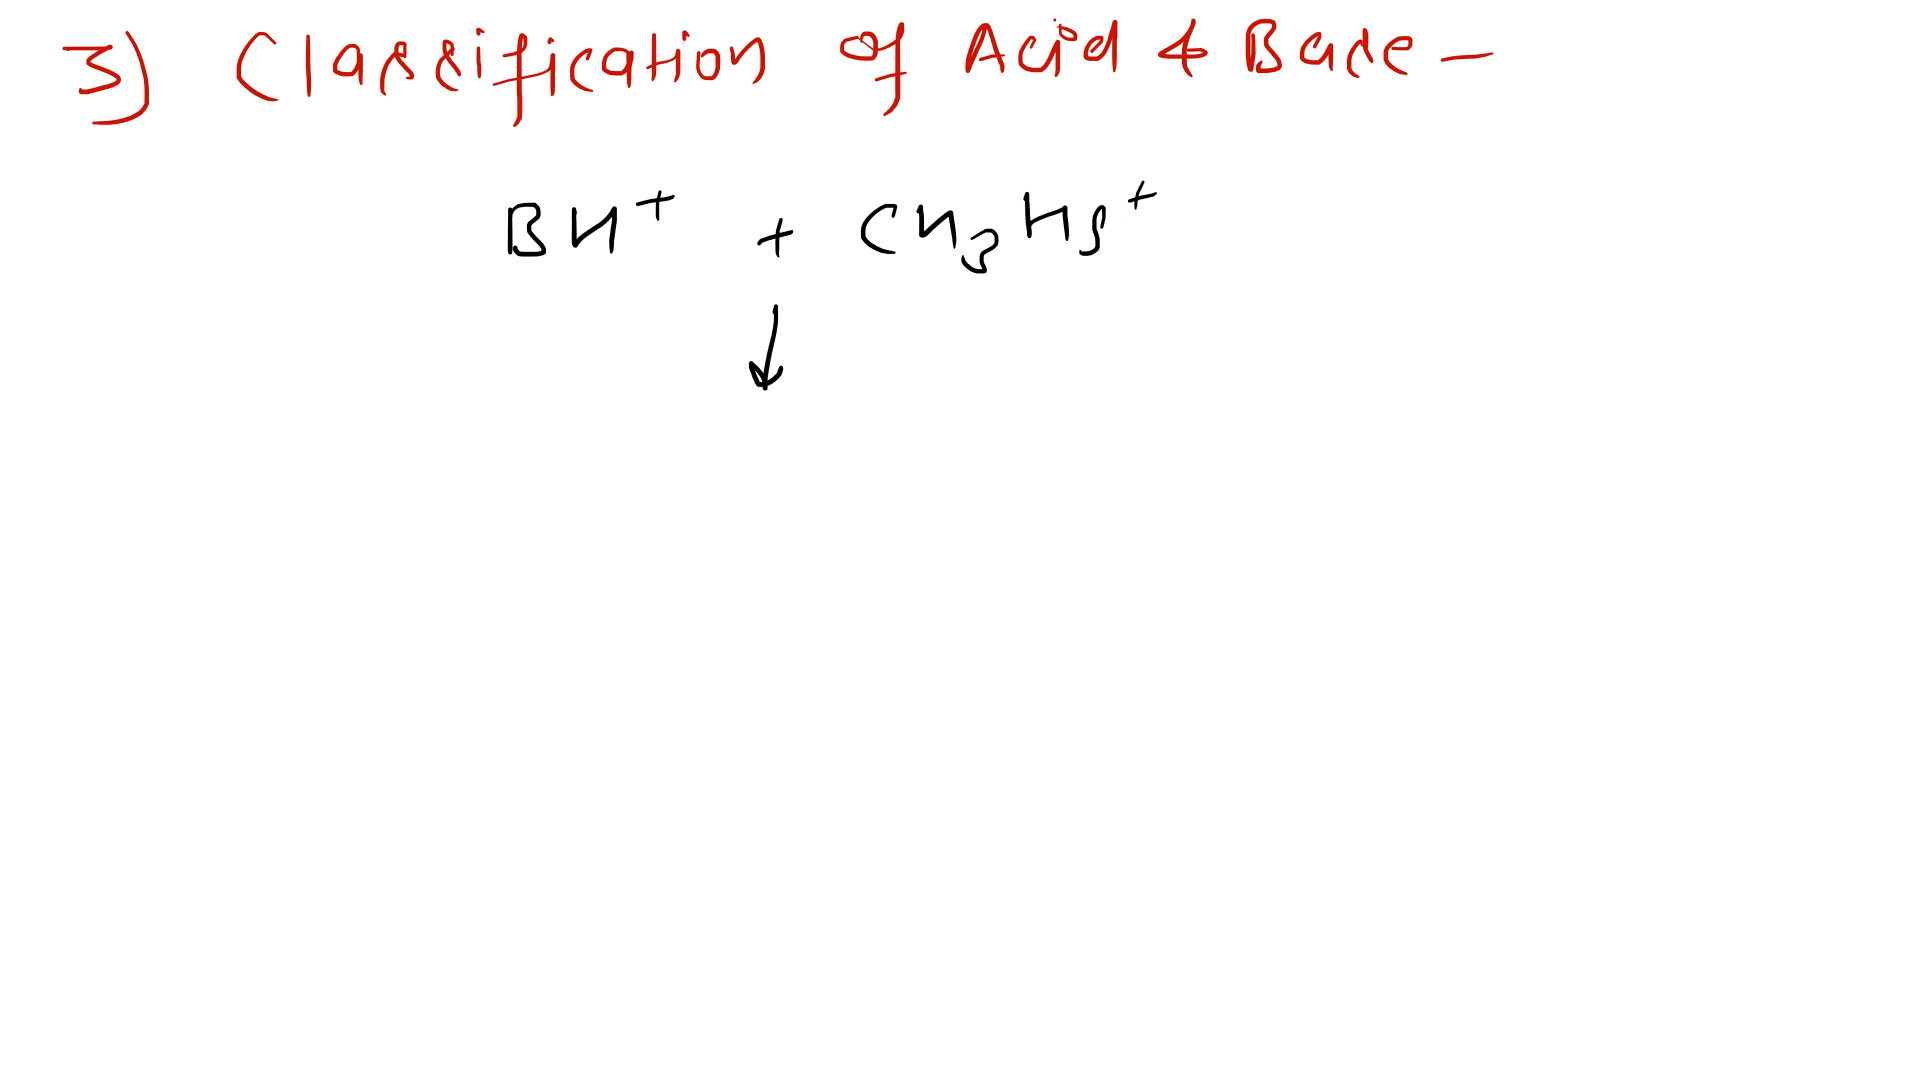 3) Classification of Acid & Base —
BH⁺ + CH₃Hg⁺
↓